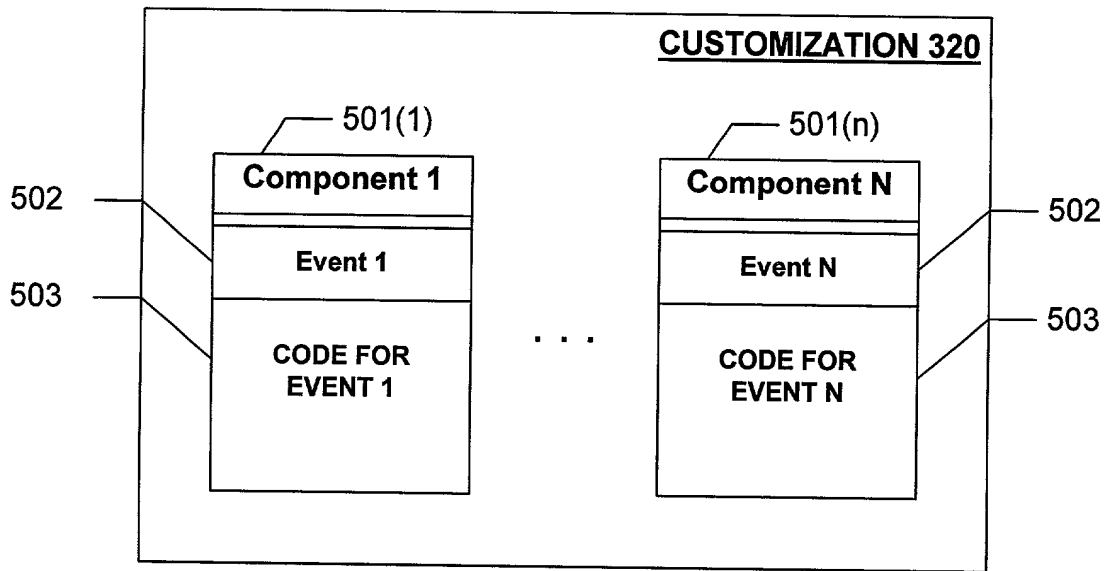 CUSTOMIZATION 320
501(1)
501(n)
Component 1
Component N
502
502
Event 1
Event N
503
503
CODE FOR
EVENT 1
. . .
CODE FOR
EVENT N